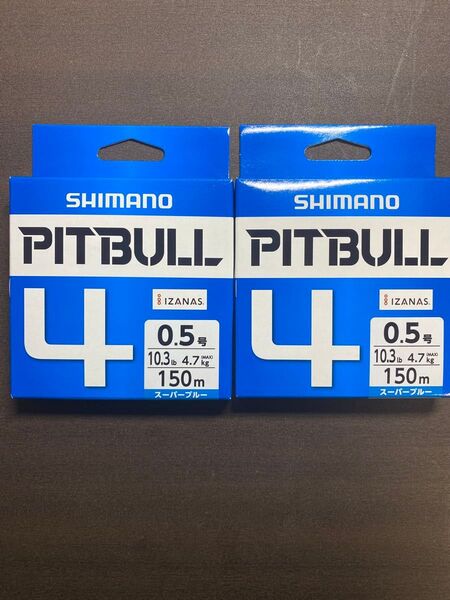 SHIMANO
PITBULL
4
IZANAS
0.5号
10.3lb 4.7kg (MAX)
150m
スーパーブルー
SHIMANO
PITBULL
4
IZANAS
0.5号
10.3lb 4.7kg (MAX)
150m
スーパーブルー